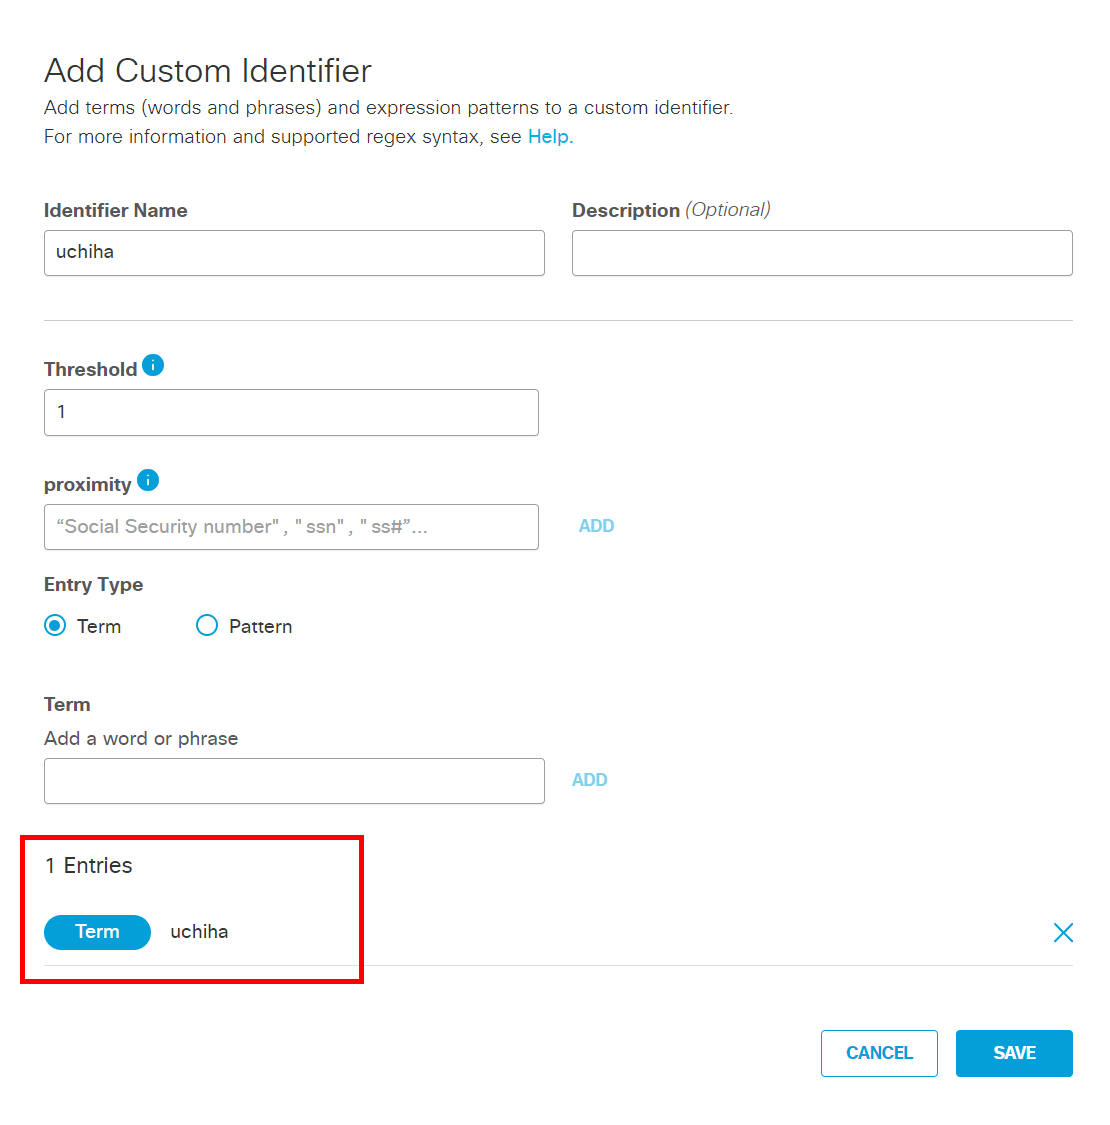 Add Custom Identifier
Add terms (words and phrases) and expression patterns to a custom identifier.
For more information and supported regex syntax, see Help.
Identifier Name
Description (Optional)
uchiha
Threshold i
1
proximity i
“Social Security number" , " ssn" , " ss#”...
ADD
Entry Type
Term
Pattern
Term
Add a word or phrase
ADD
1 Entries
Term uchiha
CANCEL
SAVE